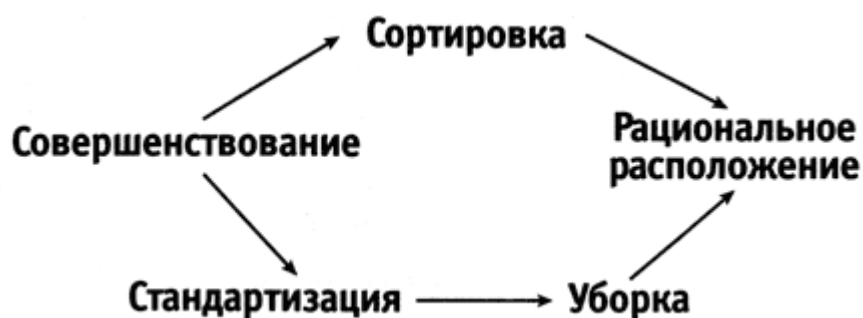 Сортировка
Совершенствование
Рациональное
расположение
Стандартизация
Уборка